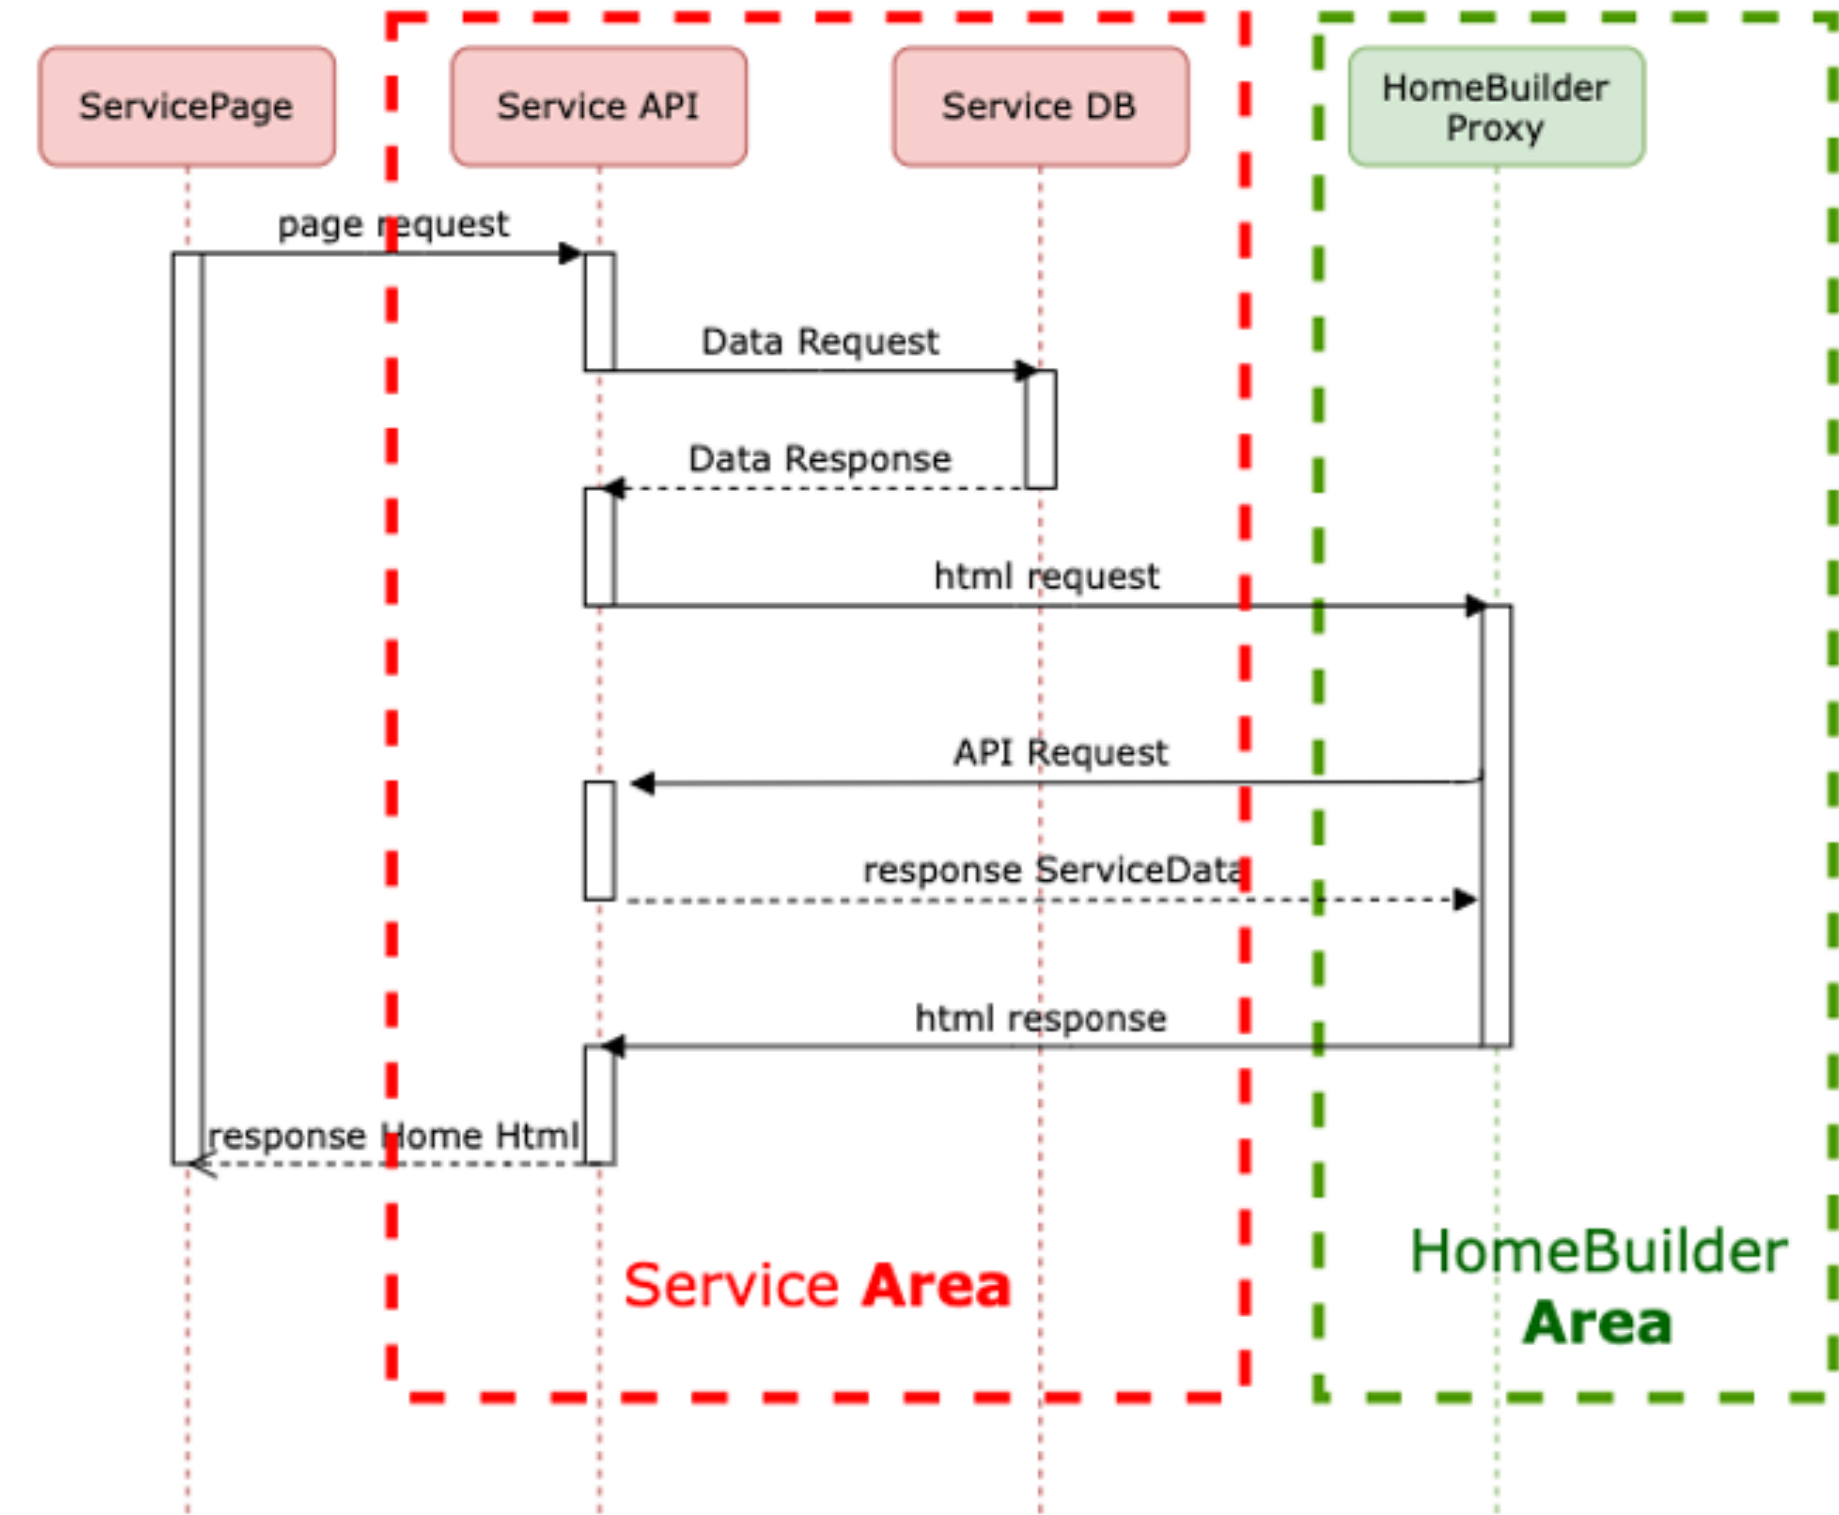 ServicePage
Service API
Service DB
HomeBuilder
Proxy
page request
Data Request
Data Response
html request
API Request
response ServiceData
html response
response Home Html
Service Area
HomeBuilder
Area